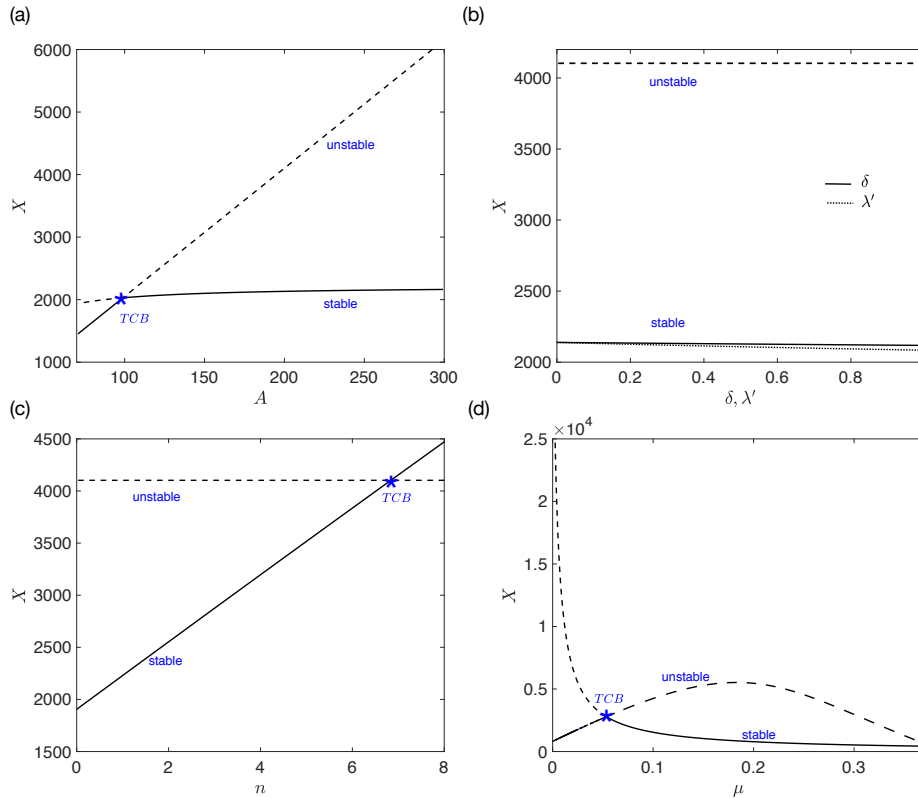 (a)
6000
5000
4000
3000
2000
1000
X
unstable
stable
TCB
100
150
200
250
300
A
(b)
4000
3500
3000
2500
2000
X
unstable
δ
λ′
stable
0
0.2
0.4
0.6
0.8
δ, λ′
(c)
4500
4000
3500
3000
2500
2000
1500
X
unstable
TCB
stable
0
2
4
6
8
n
(d)
×10⁴
2.5
2
1.5
1
0.5
0
X
unstable
TCB
stable
0
0.1
0.2
0.3
μ